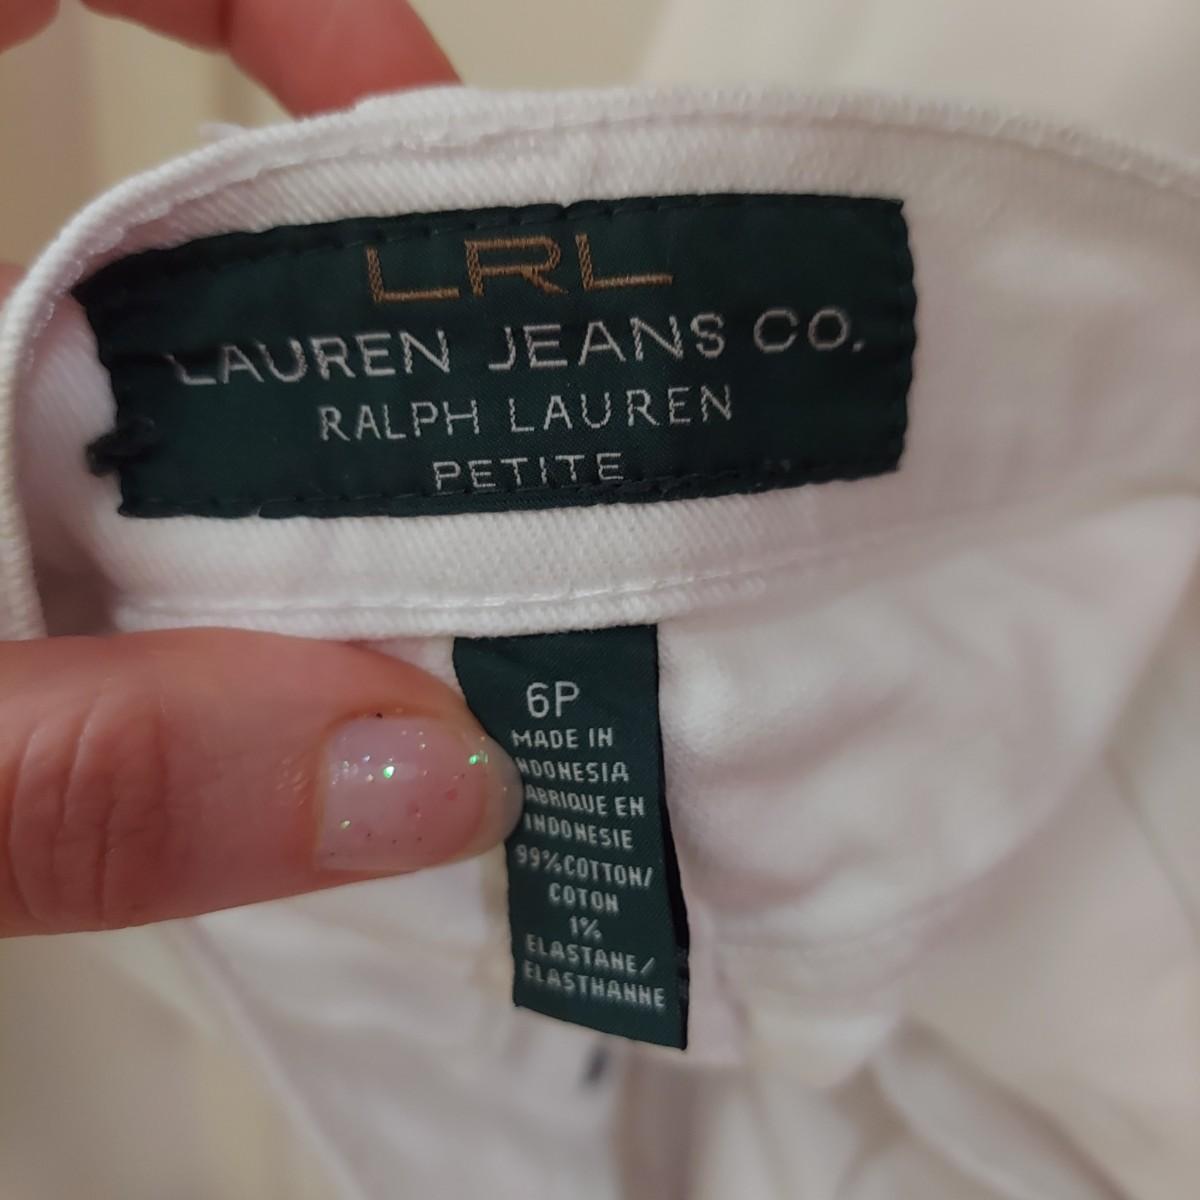 LRL
LAUREN JEANS CO.
RALPH LAUREN
PETITE
6P
MADE IN
INDONESIA
FABRIQUE EN
INDONESIE
99%COTTON/
COTON
1%
ELASTANE/
ELASTHANNE